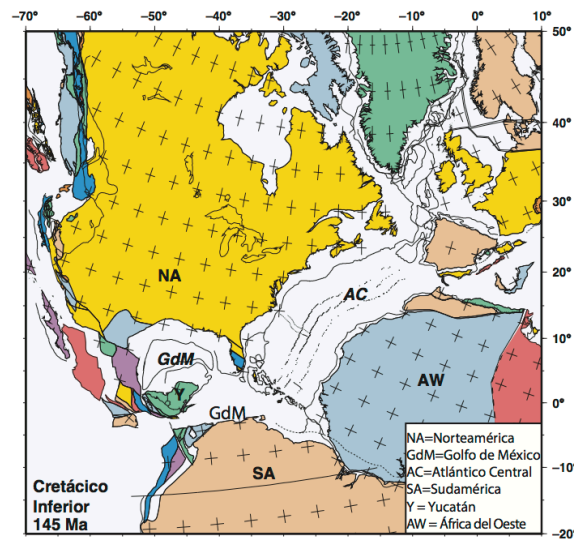 −70° −60° −50° −40° −30° −20° −10° 0° 10°
50°
40°
30°
20°
10°
0°
−10°
−20°
NA
AC
GdM
Y
GdM
AW
SA
Cretácico
Inferior
145 Ma
NA=Norteamérica
GdM=Golfo de México
AC=Atlántico Central
SA=Sudamérica
Y = Yucatán
AW = África del Oeste